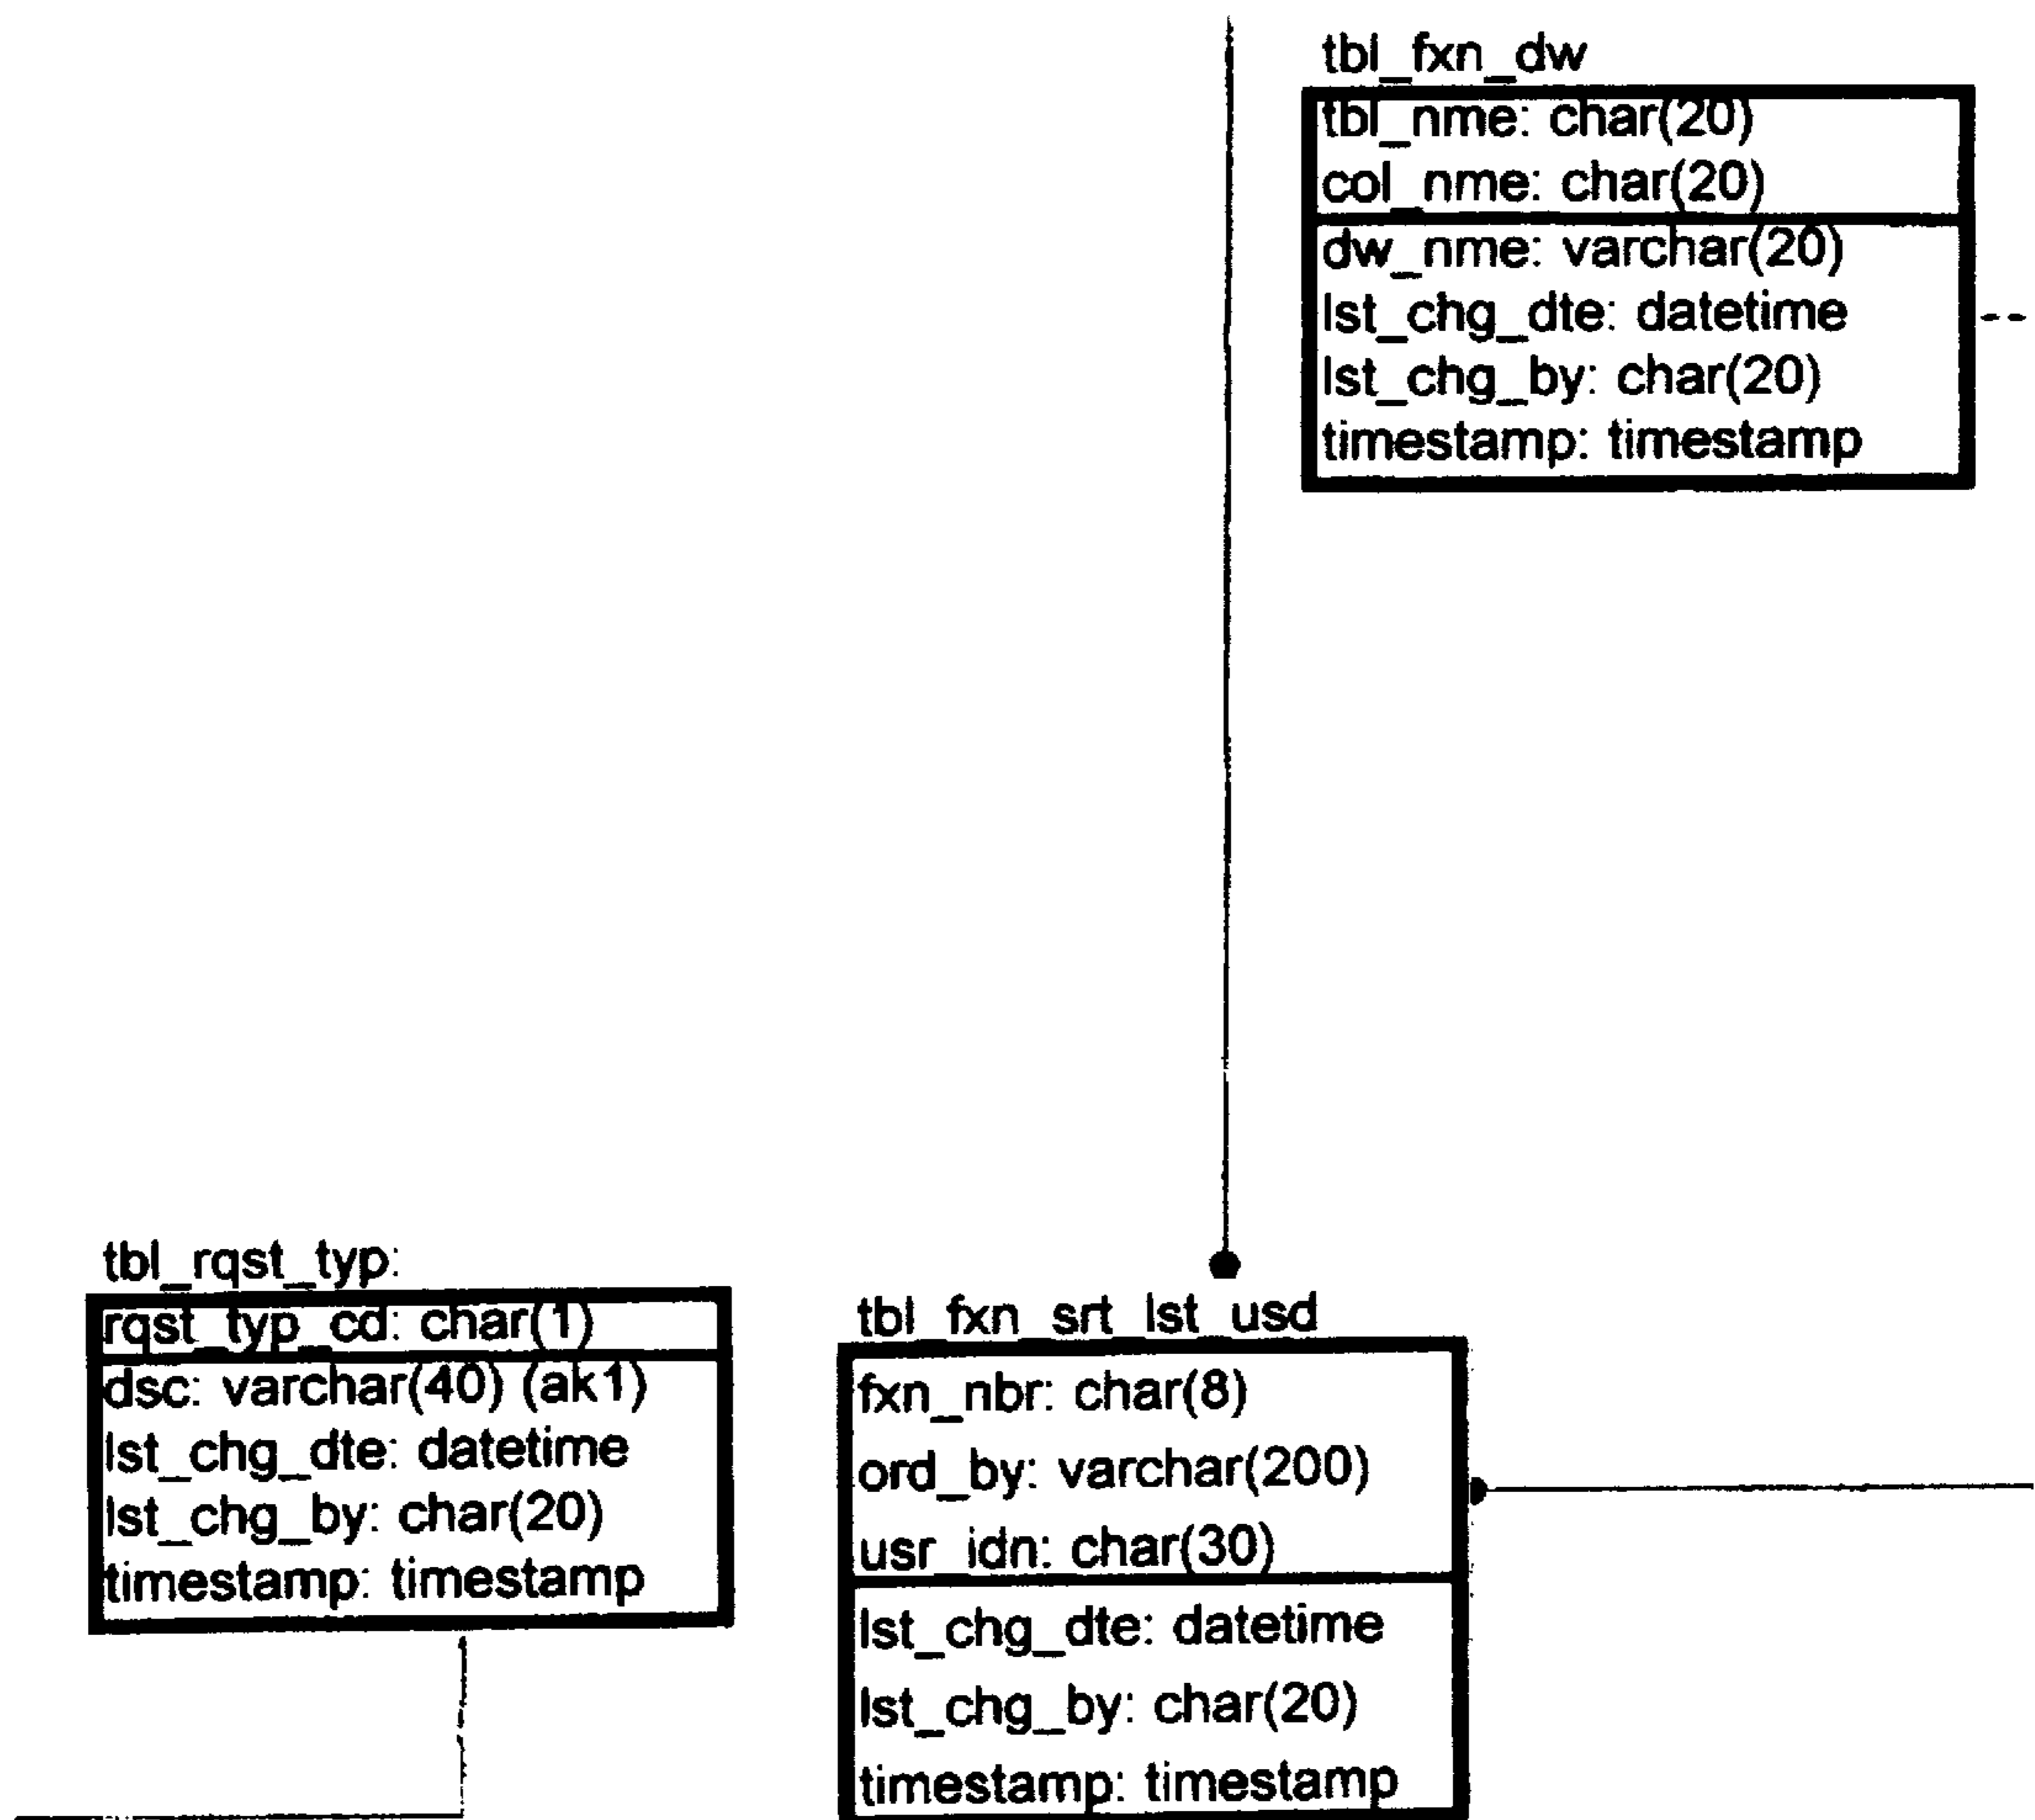 tbl_fxn_dw
tbl_nme: char(20)
col_nme: char(20)
dw_nme: varchar(20)
lst_chg_dte: datetime
lst_chg_by: char(20)
timestamp: timestamp
tbl_rqst_typ:
rqst_typ_cd: char(1)
dsc: varchar(40) (ak1)
lst_chg_dte: datetime
lst_chg_by: char(20)
timestamp: timestamp
tbl_fxn_srt_lst_usd
fxn_nbr: char(8)
ord_by: varchar(200)
usr_idn: char(30)
lst_chg_dte: datetime
lst_chg_by: char(20)
timestamp: timestamp